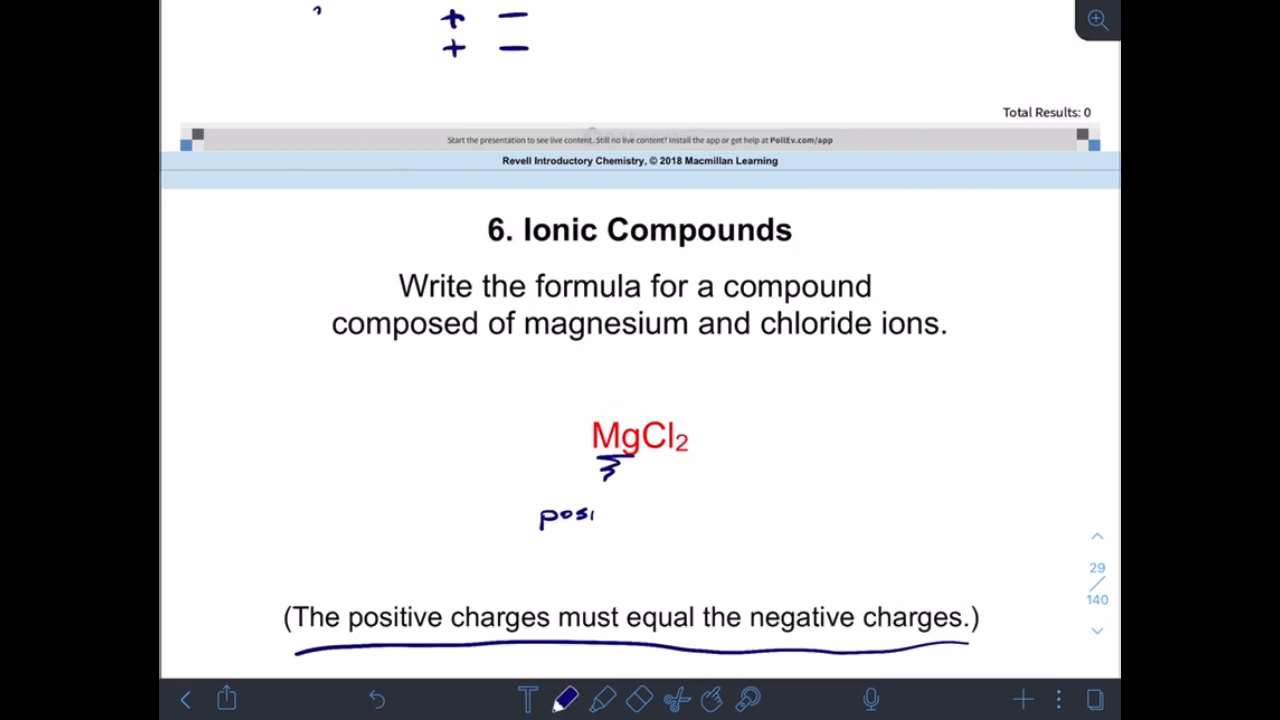 + −
+ −
Total Results: 0
Start the presentation to see live content. Still no live content? Install the app or get help at PollEv.com/app
Revell Introductory Chemistry, © 2018 Macmillan Learning
6. Ionic Compounds
Write the formula for a compound
composed of magnesium and chloride ions.
MgCl₂
posi
(The positive charges must equal the negative charges.)
29
140
T